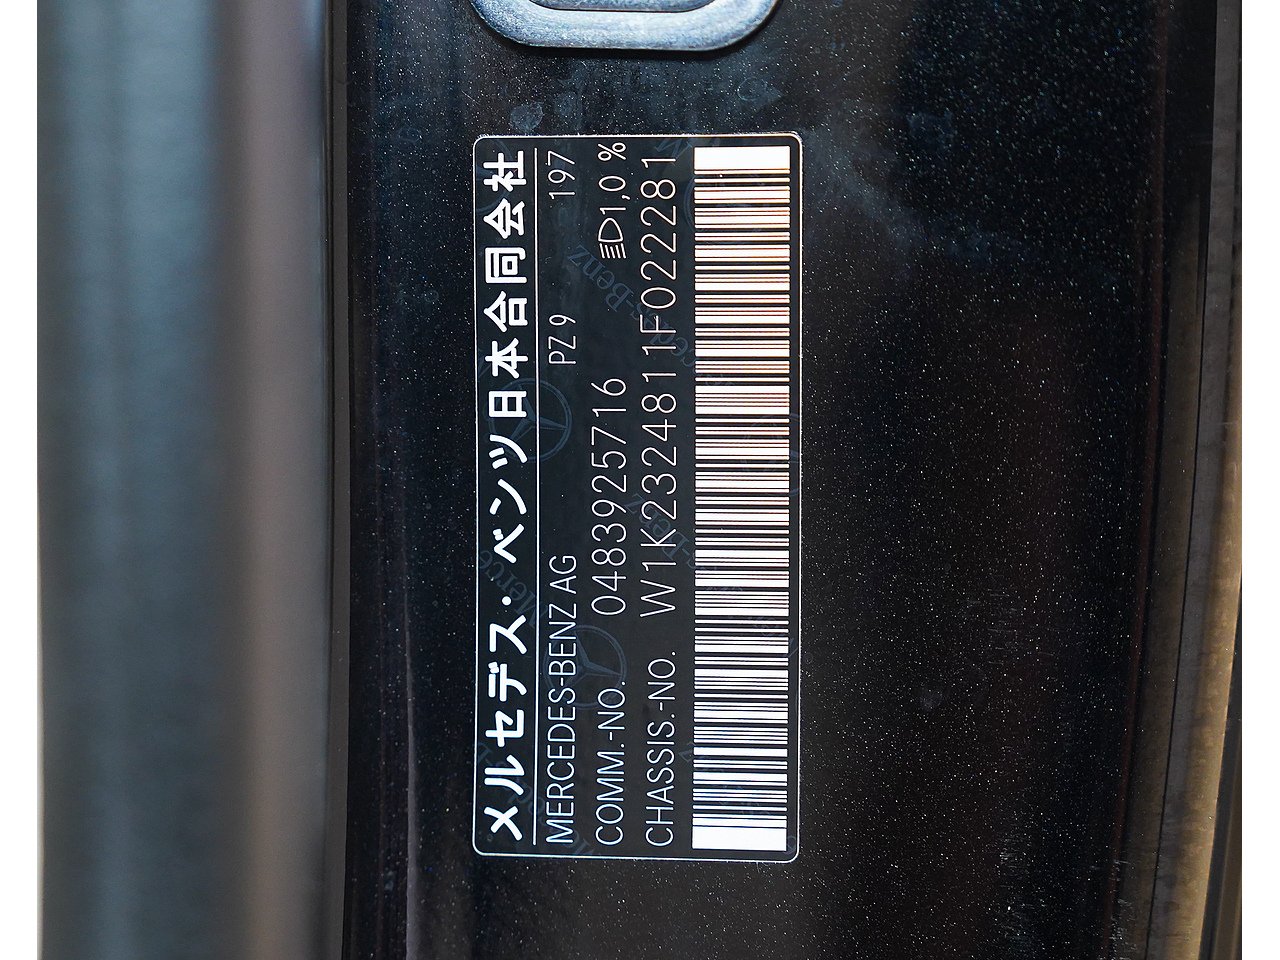 メルセデス・ベンツ日本合同会社
MERCEDES-BENZ AG PZ 9 197
COMM.-NO. 0483925716 1,0 %
CHASSIS.-NO. W1K2324811F022281